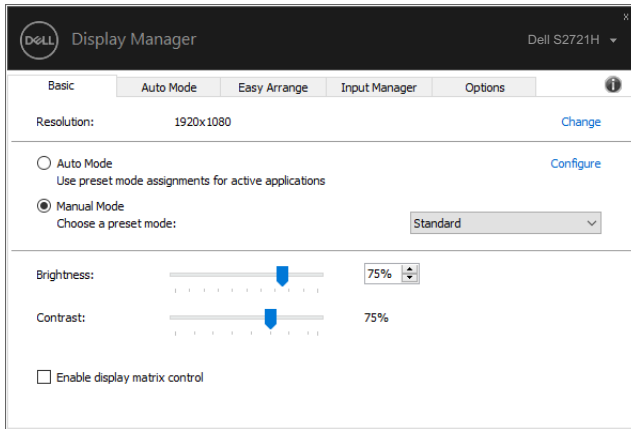 DELL Display Manager Dell S2721H
Basic Auto Mode Easy Arrange Input Manager Options
Resolution: 1920x1080 Change
Auto Mode Configure
Use preset mode assignments for active applications
Manual Mode
Choose a preset mode: Standard
Brightness: 75%
Contrast: 75%
Enable display matrix control